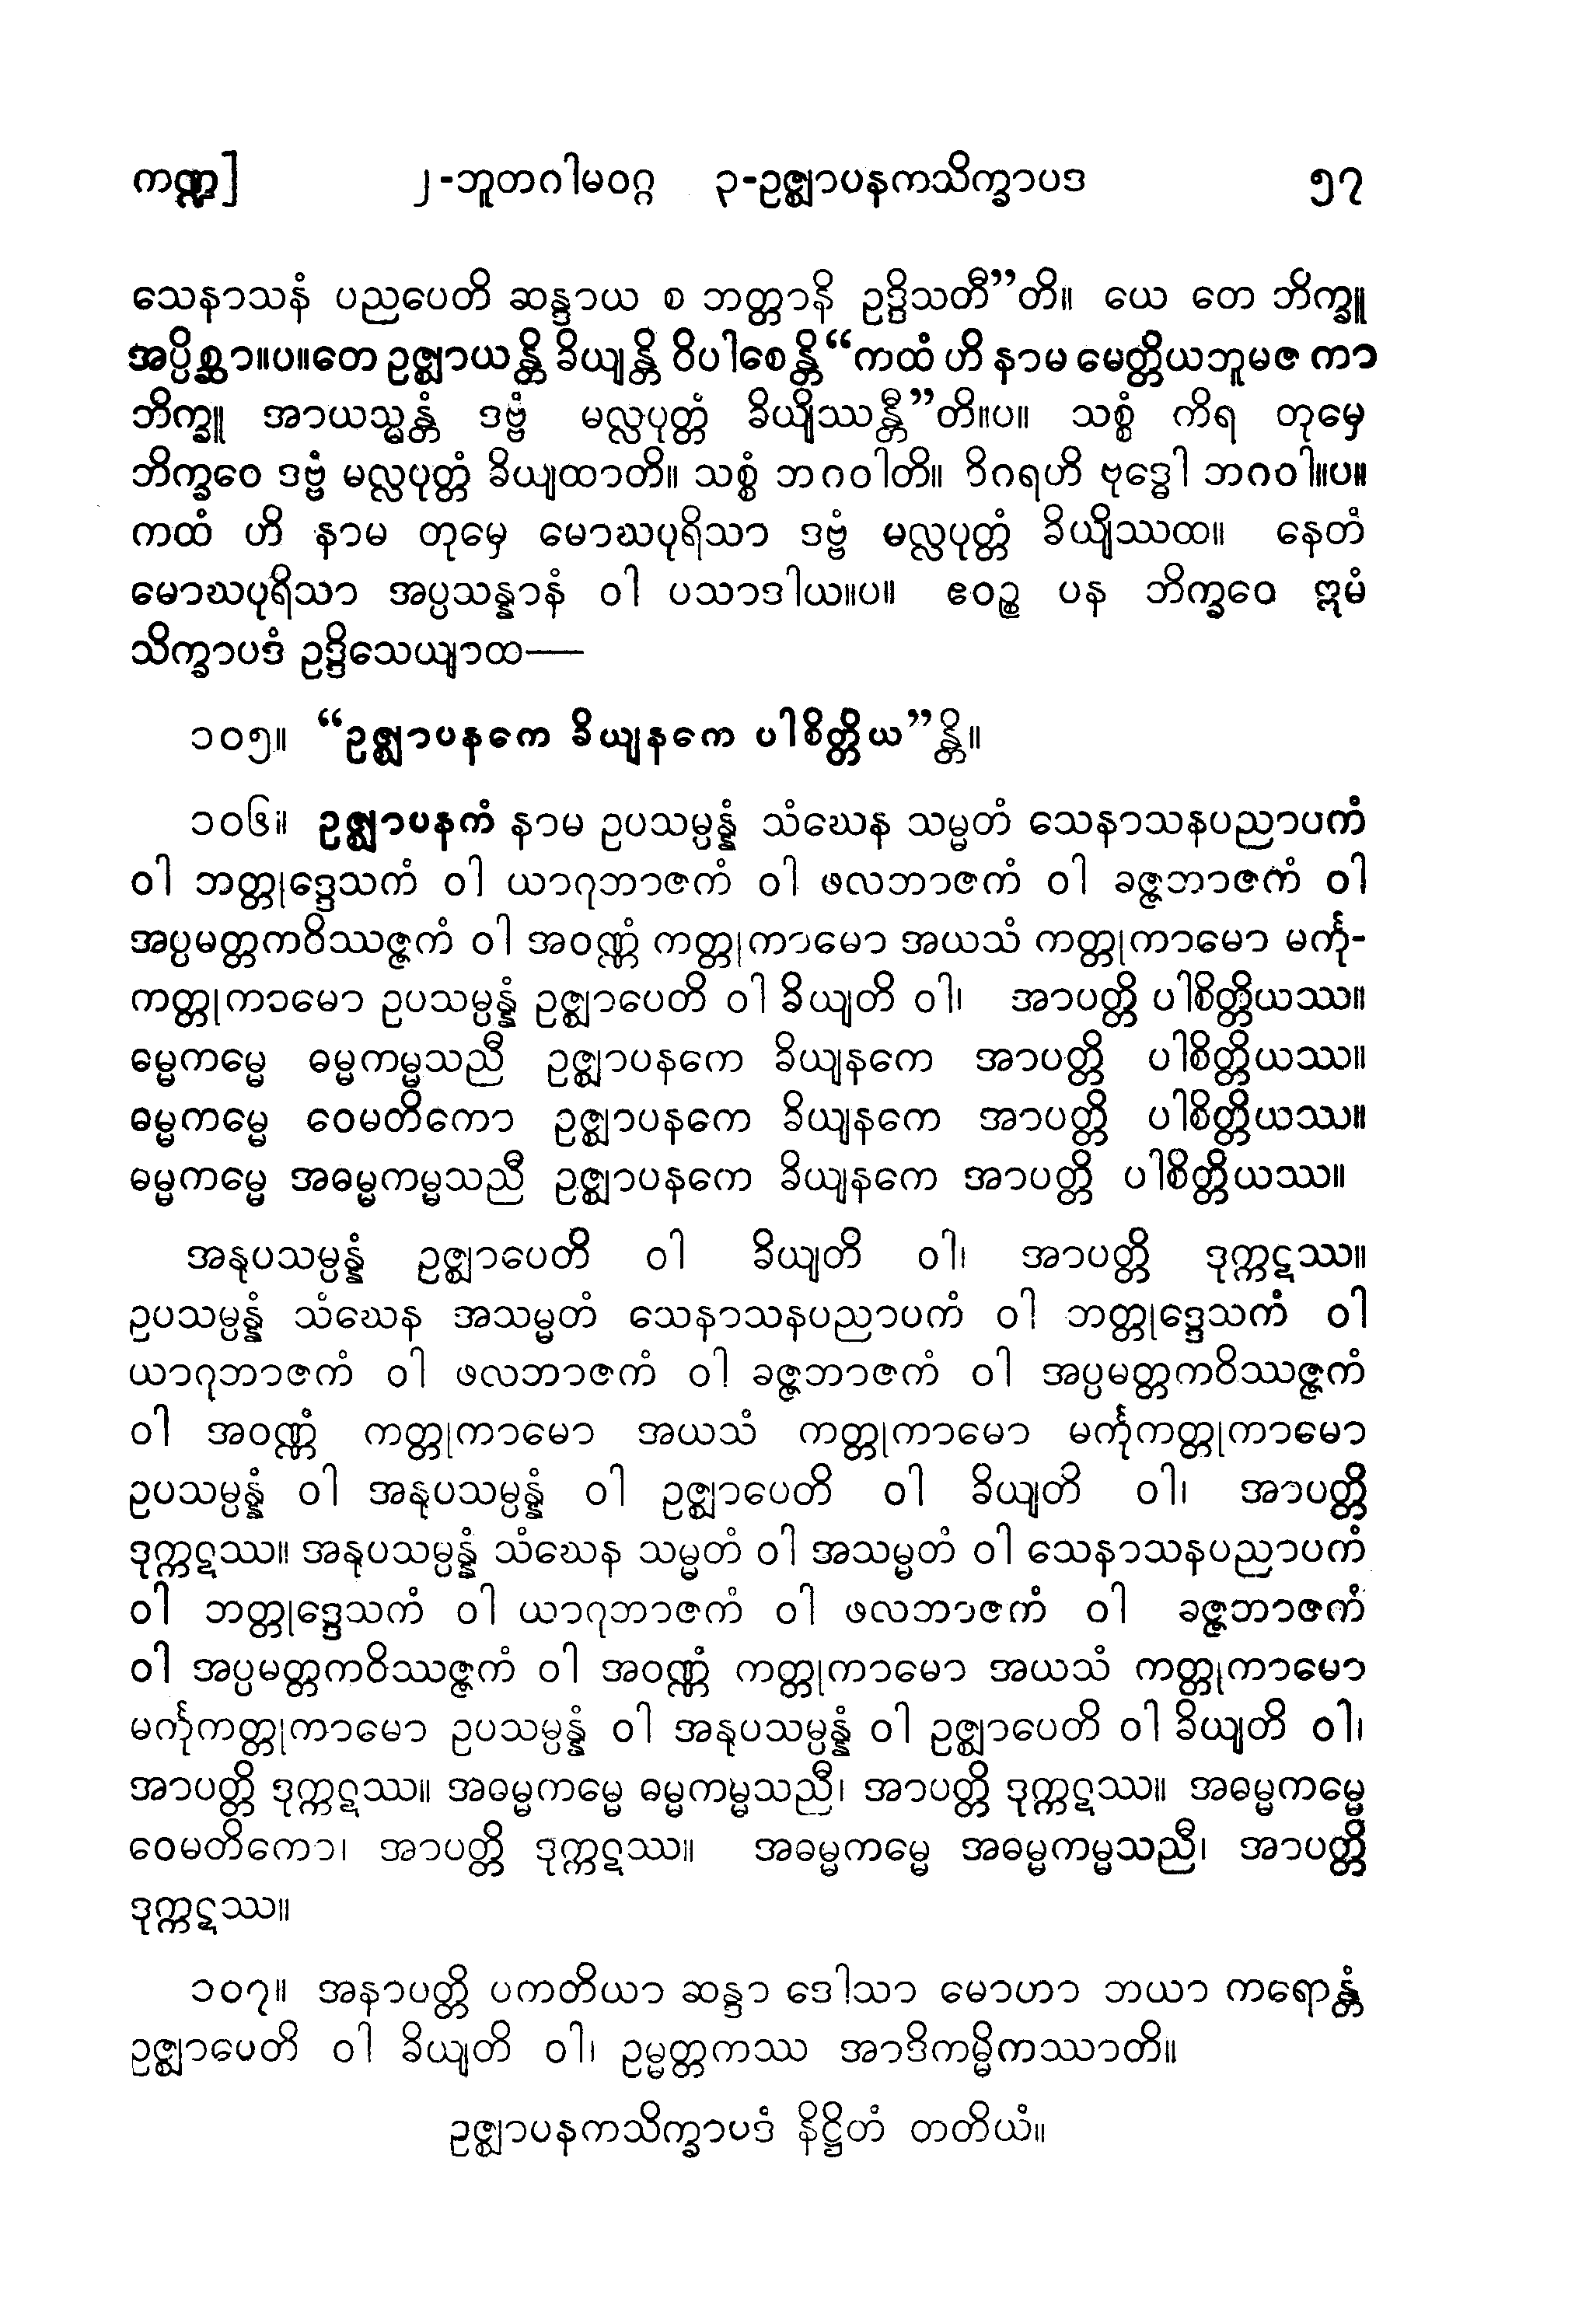 ကဏ္ဍ] ၂-ဘူတဂါမဝဂ္ဂ ၃-ဥဇ္ဈာပနကသိက္ခာပဒ ၅၇
သေနာသနံ ပညပေတိ ဆန္ဒာယ စ ဘတ္တာနိ ဥဒ္ဒိသတီ”တိ။ ယေ တေ ဘိက္ခူ
အပ္ပိစ္ဆာ။ပ။တေ ဥဇ္ဈာယန္တိ ခိယျန္တိ ဝိပါစေန္တိ “ကထံ ဟိ နာမ မေတ္တိယဘူမဇ ကာ
ဘိက္ခူ အာယသ္မန္တံ ဒဗ္ဗံ မလ္လပုတ္တံ ခိယျိဿန္တီ”တိ။ပ။ သစ္စံ ကိရ တုမှေ
ဘိက္ခဝေ ဒဗ္ဗံ မလ္လပုတ္တံ ခိယျထာတိ။ သစ္စံ ဘဂဝါတိ။ ဝိဂရဟိ ဗုဒ္ဓေါ ဘဂဝါ။ပ။
ကထံ ဟိ နာမ တုမှေ မောဃပုရိသာ ဒဗ္ဗံ မလ္လပုတ္တံ ခိယျိဿထ။ နေတံ
မောဃပုရိသာ အပ္ပသန္နာနံ ဝါ ပသာဒါယ။ပ။ ဧဝဉ္စ ပန ဘိက္ခဝေ ဣမံ
သိက္ခာပဒံ ဥဒ္ဒိသေယျာထ—
၁၀၅။ “ဥဇ္ဈာပနကေ ခိယျနကေ ပါစိတ္တိယ”န္တိ။
၁၀၆။ ဥဇ္ဈာပနကံ နာမ ဥပသမ္ပန္နံ သံဃေန သမ္မတံ သေနာသနပညာပကံ
ဝါ ဘတ္တုဒ္ဒေသကံ ဝါ ယာဂုဘာဇကံ ဝါ ဖလဘာဇကံ ဝါ ခဇ္ဇဘာဇကံ ဝါ
အပ္ပမတ္တကဝိဿဇ္ဇကံ ဝါ အဝဏ္ဏံ ကတ္တုကာမော အယသံ ကတ္တုကာမော မင်္ကု-
ကတ္တုကာမော ဥပသမ္ပန္နံ ဥဇ္ဈာပေတိ ဝါ ခိယျတိ ဝါ၊ အာပတ္တိ ပါစိတ္တိယဿ။
ဓမ္မကမ္မေ ဓမ္မကမ္မသညီ ဥဇ္ဈာပနကေ ခိယျနကေ အာပတ္တိ ပါစိတ္တိယဿ။
ဓမ္မကမ္မေ ဝေမတိကော ဥဇ္ဈာပနကေ ခိယျနကေ အာပတ္တိ ပါစိတ္တိယဿ။
ဓမ္မကမ္မေ အဓမ္မကမ္မသညီ ဥဇ္ဈာပနကေ ခိယျနကေ အာပတ္တိ ပါစိတ္တိယဿ။
အနုပသမ္ပန္နံ ဥဇ္ဈာပေတိ ဝါ ခိယျတိ ဝါ၊ အာပတ္တိ ဒုက္ကဋဿ။
ဥပသမ္ပန္နံ သံဃေန အသမ္မတံ သေနာသနပညာပကံ ဝါ ဘတ္တုဒ္ဒေသကံ ဝါ
ယာဂုဘာဇကံ ဝါ ဖလဘာဇကံ ဝါ ခဇ္ဇဘာဇကံ ဝါ အပ္ပမတ္တကဝိဿဇ္ဇကံ
ဝါ အဝဏ္ဏံ ကတ္တုကာမော အယသံ ကတ္တုကာမော မင်္ကုကတ္တုကာမော
ဥပသမ္ပန္နံ ဝါ အနုပသမ္ပန္နံ ဝါ ဥဇ္ဈာပေတိ ဝါ ခိယျတိ ဝါ၊ အာပတ္တိ
ဒုက္ကဋဿ။ အနုပသမ္ပန္နံ သံဃေန သမ္မတံ ဝါ အသမ္မတံ ဝါ သေနာသနပညာပကံ
ဝါ ဘတ္တုဒ္ဒေသကံ ဝါ ယာဂုဘာဇကံ ဝါ ဖလဘာဇကံ ဝါ ခဇ္ဇဘာဇကံ
ဝါ အပ္ပမတ္တကဝိဿဇ္ဇကံ ဝါ အဝဏ္ဏံ ကတ္တုကာမော အယသံ ကတ္တုကာမော
မင်္ကုကတ္တုကာမော ဥပသမ္ပန္နံ ဝါ အနုပသမ္ပန္နံ ဝါ ဥဇ္ဈာပေတိ ဝါ ခိယျတိ ဝါ၊
အာပတ္တိ ဒုက္ကဋဿ။ အဓမ္မကမ္မေ ဓမ္မကမ္မသညီ၊ အာပတ္တိ ဒုက္ကဋဿ။ အဓမ္မကမ္မေ
ဝေမတိကော၊ အာပတ္တိ ဒုက္ကဋဿ။ အဓမ္မကမ္မေ အဓမ္မကမ္မသညီ၊ အာပတ္တိ
ဒုက္ကဋဿ။
၁၀၇။ အနာပတ္တိ ပကတိယာ ဆန္ဒာ ဒေါသာ မောဟာ ဘယာ ကရောန္တံ
ဥဇ္ဈာပေတိ ဝါ ခိယျတိ ဝါ၊ ဥမ္မတ္တကဿ အာဒိကမ္မိကဿာတိ။
ဥဇ္ဈာပနကသိက္ခာပဒံ နိဋ္ဌိတံ တတိယံ။